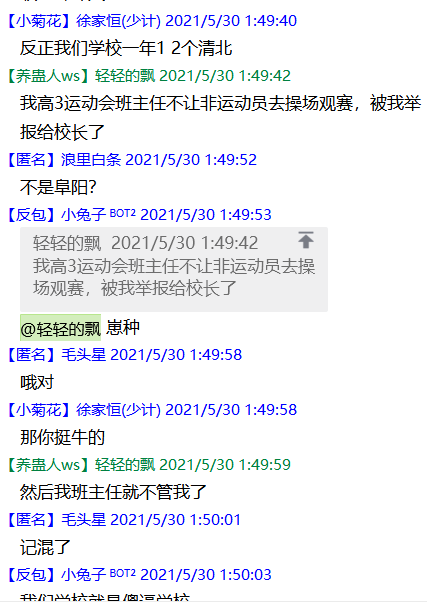 【小菊花】徐家恒(少计) 2021/5/30 1:49:40
反正我们学校一年1 2个清北
【养蛊人ws】轻轻的飘 2021/5/30 1:49:42
我高3运动会班主任不让非运动员去操场观赛，被我举
报给校长了
【匿名】浪里白条 2021/5/30 1:49:52
不是阜阳?
【反包】小兔子 BOT² 2021/5/30 1:49:53
轻轻的飘 2021/5/30 1:49:42
我高3运动会班主任不让非运动员去操
场观赛，被我举报给校长了
@轻轻的飘 崽种
【匿名】毛头星 2021/5/30 1:49:58
哦对
【小菊花】徐家恒(少计) 2021/5/30 1:49:58
那你挺牛的
【养蛊人ws】轻轻的飘 2021/5/30 1:49:59
然后我班主任就不管我了
【匿名】毛头星 2021/5/30 1:50:01
记混了
【反包】小兔子 BOT² 2021/5/30 1:50:03
我们学校就是傻逼学校